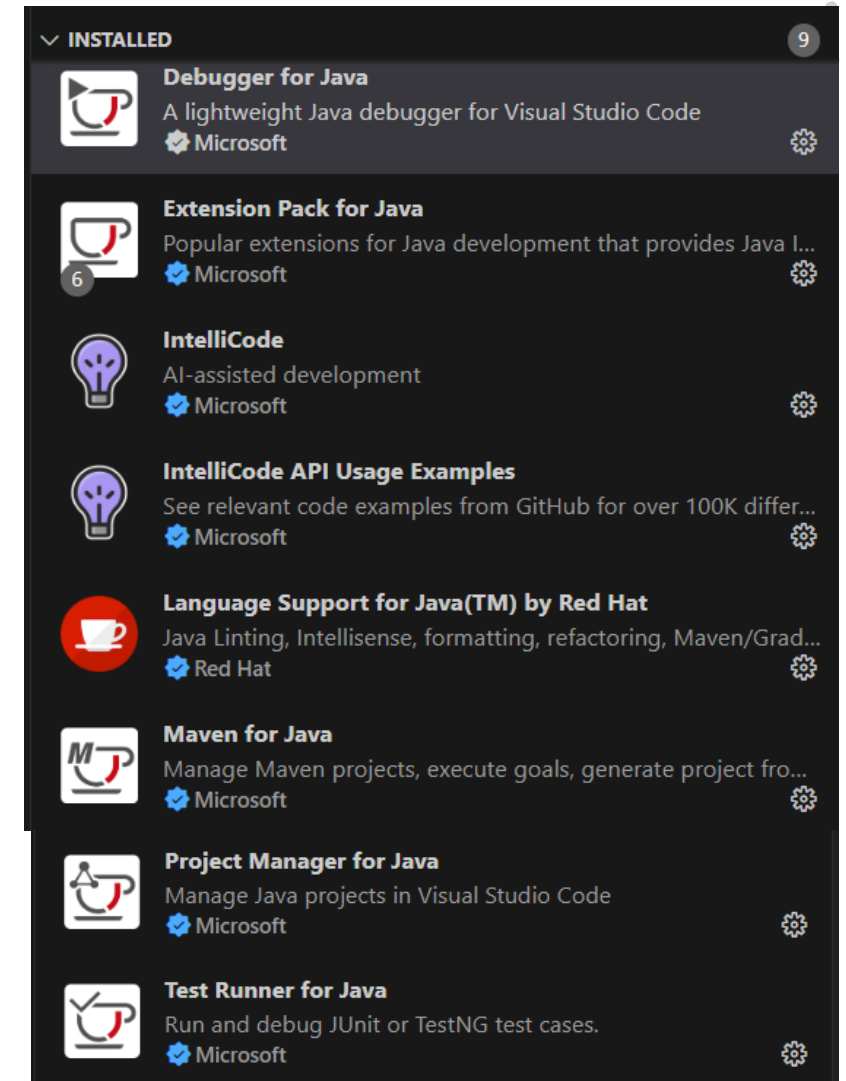 INSTALLED 9
Debugger for Java
A lightweight Java debugger for Visual Studio Code
Microsoft
Extension Pack for Java
Popular extensions for Java development that provides Java I...
6 Microsoft
IntelliCode
AI-assisted development
Microsoft
IntelliCode API Usage Examples
See relevant code examples from GitHub for over 100K differ...
Microsoft
Language Support for Java(TM) by Red Hat
Java Linting, Intellisense, formatting, refactoring, Maven/Grad...
Red Hat
Maven for Java
M
Manage Maven projects, execute goals, generate project fro...
Microsoft
Project Manager for Java
Manage Java projects in Visual Studio Code
Microsoft
Test Runner for Java
Run and debug JUnit or TestNG test cases.
Microsoft